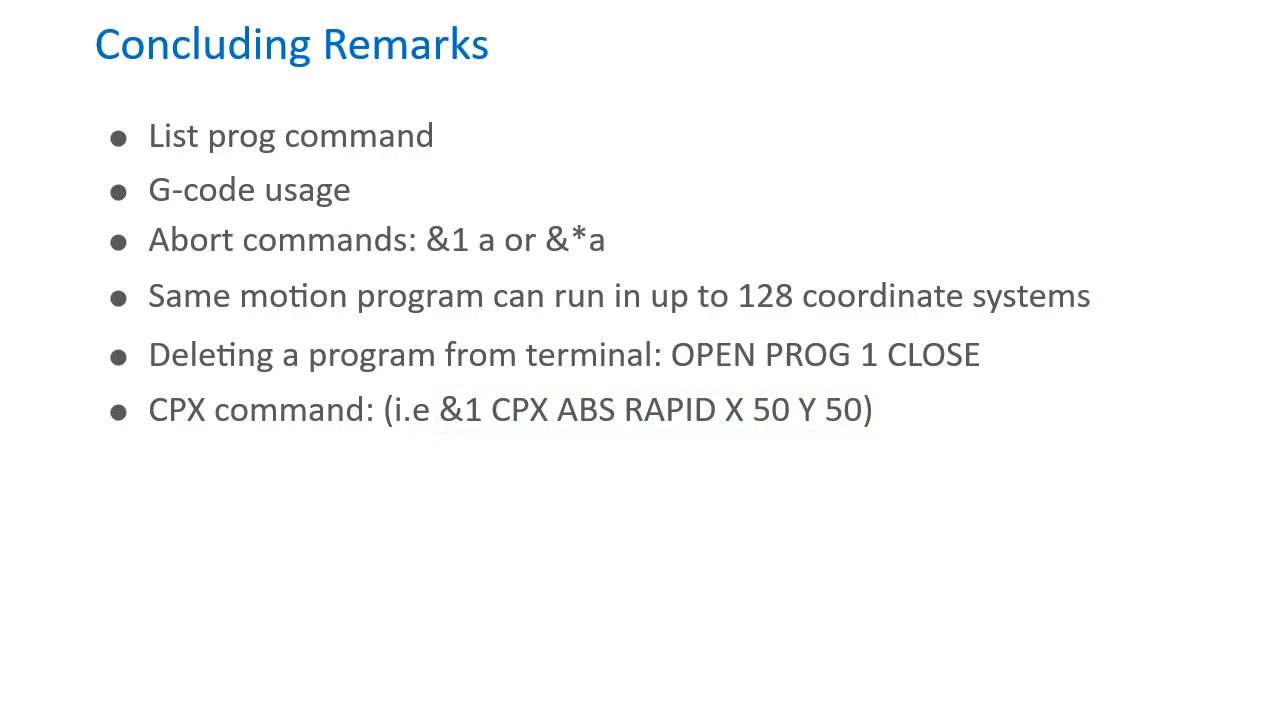 Concluding Remarks
● List prog command
● G-code usage
● Abort commands: &1 a or &*a
● Same motion program can run in up to 128 coordinate systems
● Deleting a program from terminal: OPEN PROG 1 CLOSE
● CPX command: (i.e &1 CPX ABS RAPID X 50 Y 50)